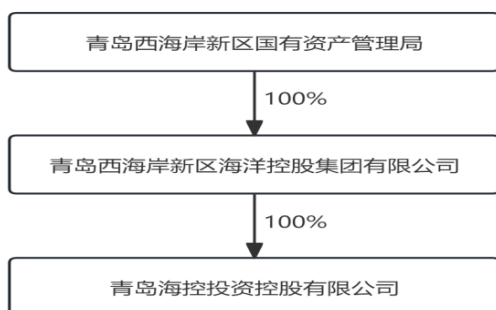 青岛西海岸新区国有资产管理局
100%
青岛西海岸新区海洋控股集团有限公司
100%
青岛海控投资控股有限公司